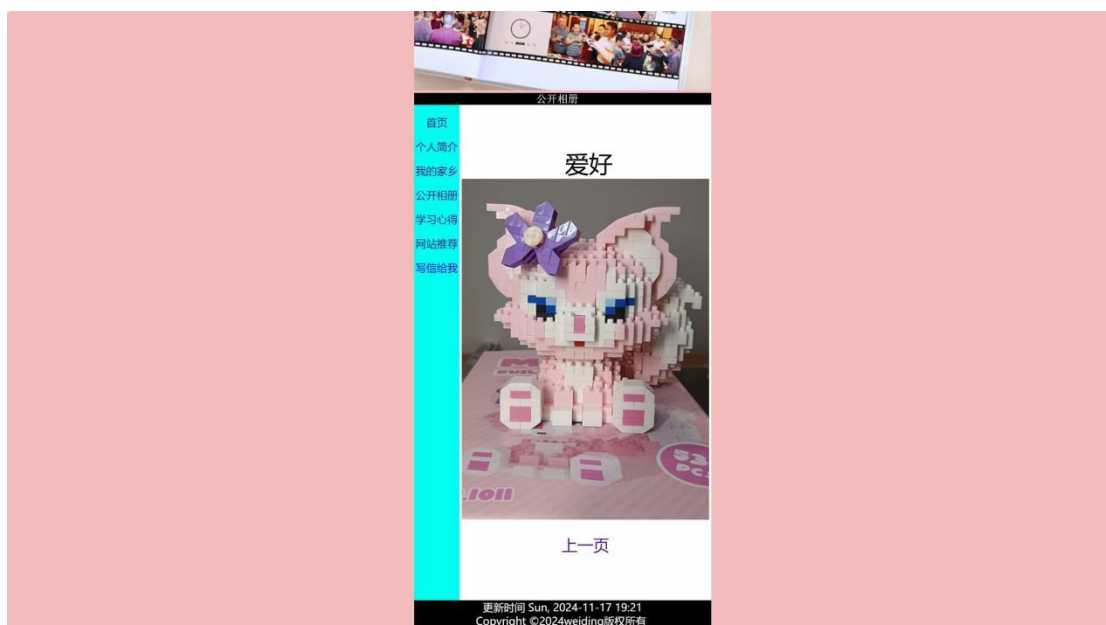 公开相册
首页
个人简介
我的家乡
公开相册
学习心得
网站推荐
写信给我
爱好
PCS
上一页
更新时间 Sun, 2024-11-17 19:21
Copyright ©2024weiding版权所有